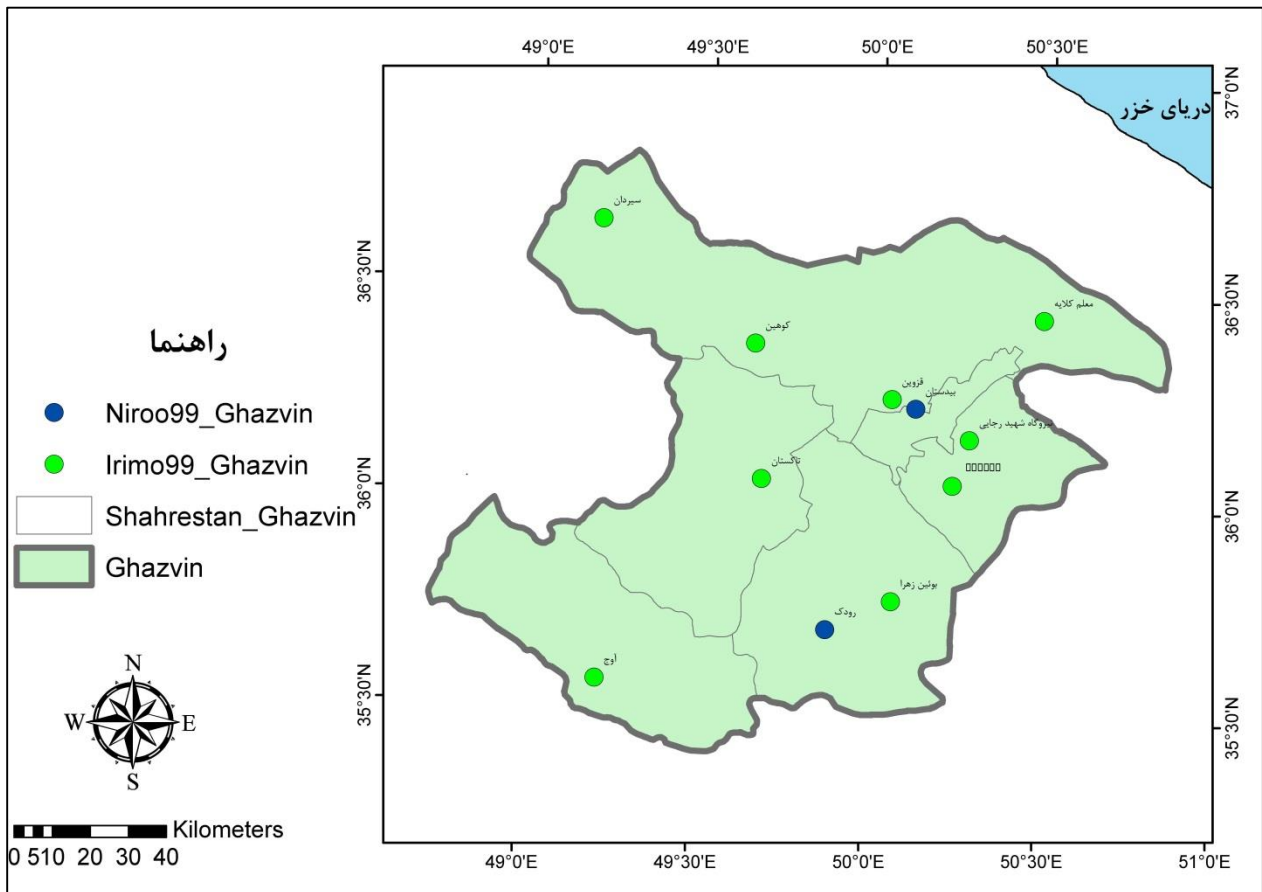 49°0'E 49°30'E 50°0'E 50°30'E
37°0'N
دریای خزر
سیردان
36°30'N
36°30'N
معلم کلایه
کوهین
راهنما
قزوین
بیدستان
Niroo99_Ghazvin
نیروگاه شهید رجایی
Irimo99_Ghazvin
تاکستان
36°0'N
36°0'N
Shahrestan_Ghazvin
Ghazvin
بوئین زهرا
رودک
آوج
35°30'N
35°30'N
N
W E
S
Kilometers
0 5 10 20 30 40
49°0'E 49°30'E 50°0'E 50°30'E 51°0'E